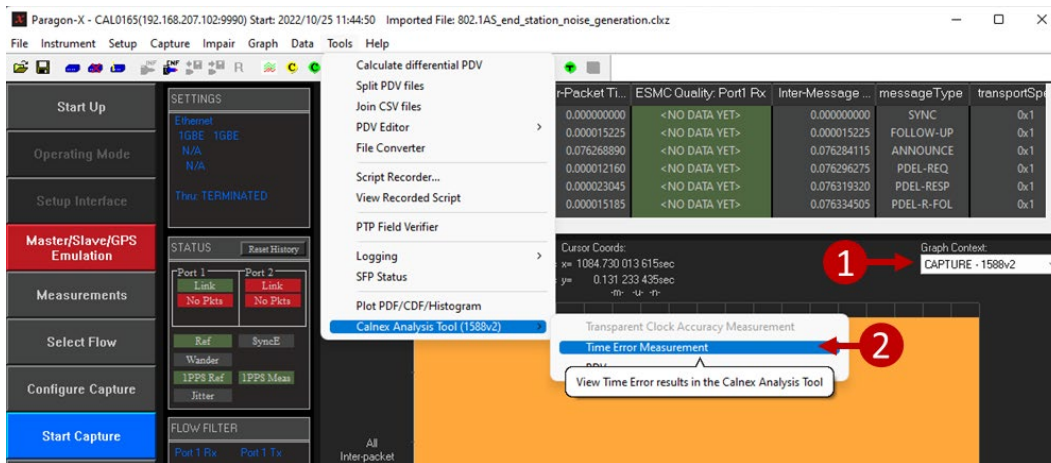 Paragon-X - CAL0165(192.168.207.102:9990) Start: 2022/10/25 11:44:50 Imported File: 802.1AS_end_station_noise_generation.clxz
File Instrument Setup Capture Impair Graph Data Tools Help
Start Up
Operating Mode
Setup Interface
Master/Slave/GPS
Emulation
Measurements
Select Flow
Configure Capture
Start Capture
SETTINGS
Ethernet
1GBE 1GBE
N/A
N/A
Thru: TERMINATED
STATUS Reset History
Port 1 Port 2
Link Link
No Pkts No Pkts
Ref SyncE
Wander
1PPS Ref 1PPS Meas
Jitter
FLOW FILTER
Port 1 Rx Port 1 Tx
Calculate differential PDV
Split PDV files
Join CSV files
PDV Editor
File Converter
Script Recorder...
View Recorded Script
PTP Field Verifier
Logging
SFP Status
Plot PDF/CDF/Histogram
Calnex Analysis Tool (1588v2)
Transparent Clock Accuracy Measurement
Time Error Measurement
View Time Error results in the Calnex Analysis Tool
r-Packet Ti... ESMC Quality: Port1 Rx Inter-Message ... messageType transportSpe
0.000000000 <NO DATA YET> 0.000000000 SYNC 0x1
0.000015225 <NO DATA YET> 0.000015225 FOLLOW-UP 0x1
0.076268890 <NO DATA YET> 0.076284115 ANNOUNCE 0x1
0.000012160 <NO DATA YET> 0.076296275 PDEL-REQ 0x1
0.000023045 <NO DATA YET> 0.076319320 PDEL-RESP 0x1
0.000015185 <NO DATA YET> 0.076334505 PDEL-R-FOL 0x1
Cursor Coords:
x= 1084.730 013 615sec
y= 0.131 233 435sec
-m- -u- -n-
Graph Context:
CAPTURE - 1588v2
1
2
All
Inter-packet